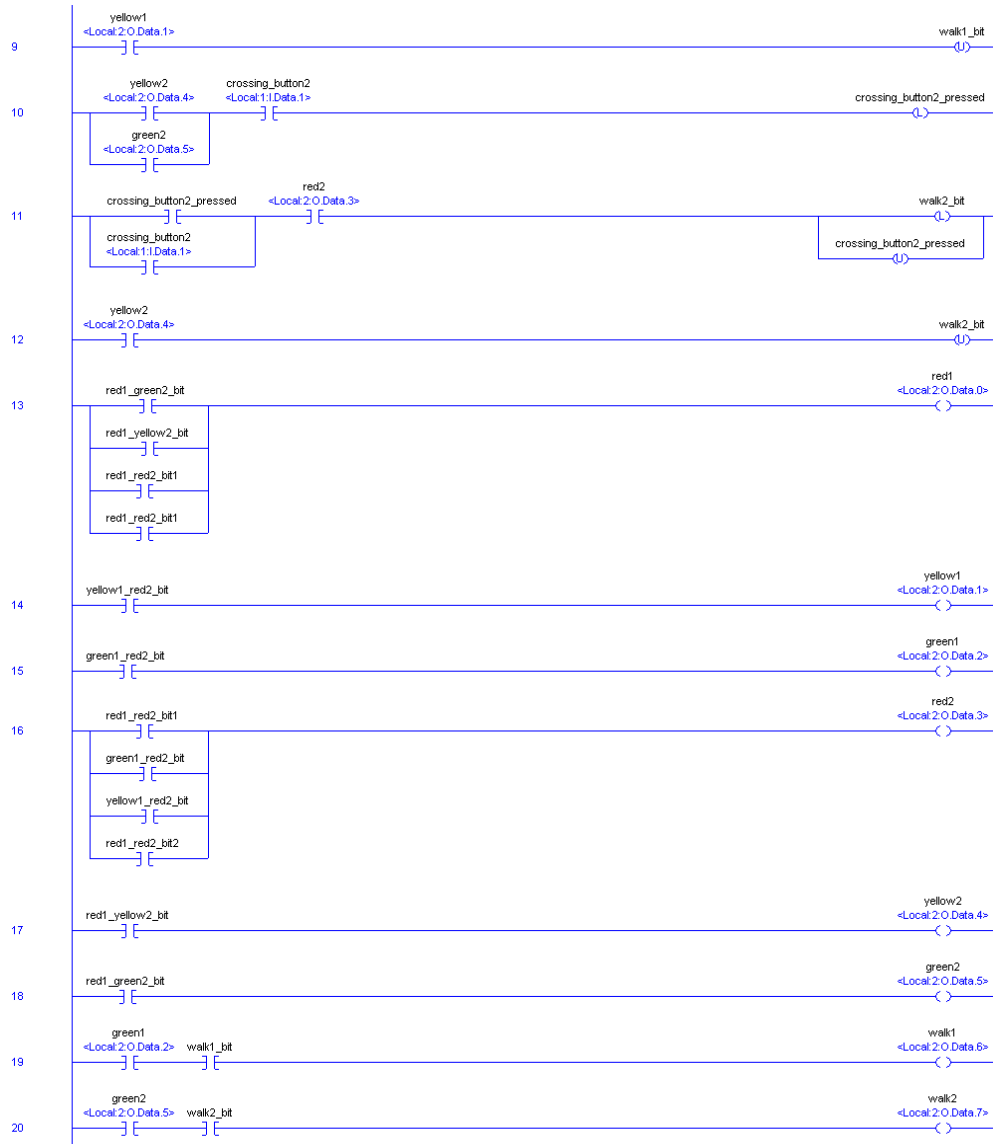 yellow1
<Local:2:O.Data.1>
walk1_bit
9
U
yellow2
<Local:2:O.Data.4>
crossing_button2
<Local:1:I.Data.1>
crossing_button2_pressed
10
L
green2
<Local:2:O.Data.5>
crossing_button2_pressed
red2
<Local:2:O.Data.3>
walk2_bit
11
L
crossing_button2
<Local:1:I.Data.1>
crossing_button2_pressed
U
yellow2
<Local:2:O.Data.4>
walk2_bit
12
U
red1_green2_bit
red1
<Local:2:O.Data.0>
13
red1_yellow2_bit
red1_red2_bit1
red1_red2_bit1
yellow1_red2_bit
yellow1
<Local:2:O.Data.1>
14
green1_red2_bit
green1
<Local:2:O.Data.2>
15
red1_red2_bit1
red2
<Local:2:O.Data.3>
16
green1_red2_bit
yellow1_red2_bit
red1_red2_bit2
red1_yellow2_bit
yellow2
<Local:2:O.Data.4>
17
red1_green2_bit
green2
<Local:2:O.Data.5>
18
green1
<Local:2:O.Data.2>
walk1_bit
walk1
<Local:2:O.Data.6>
19
green2
<Local:2:O.Data.5>
walk2_bit
walk2
<Local:2:O.Data.7>
20